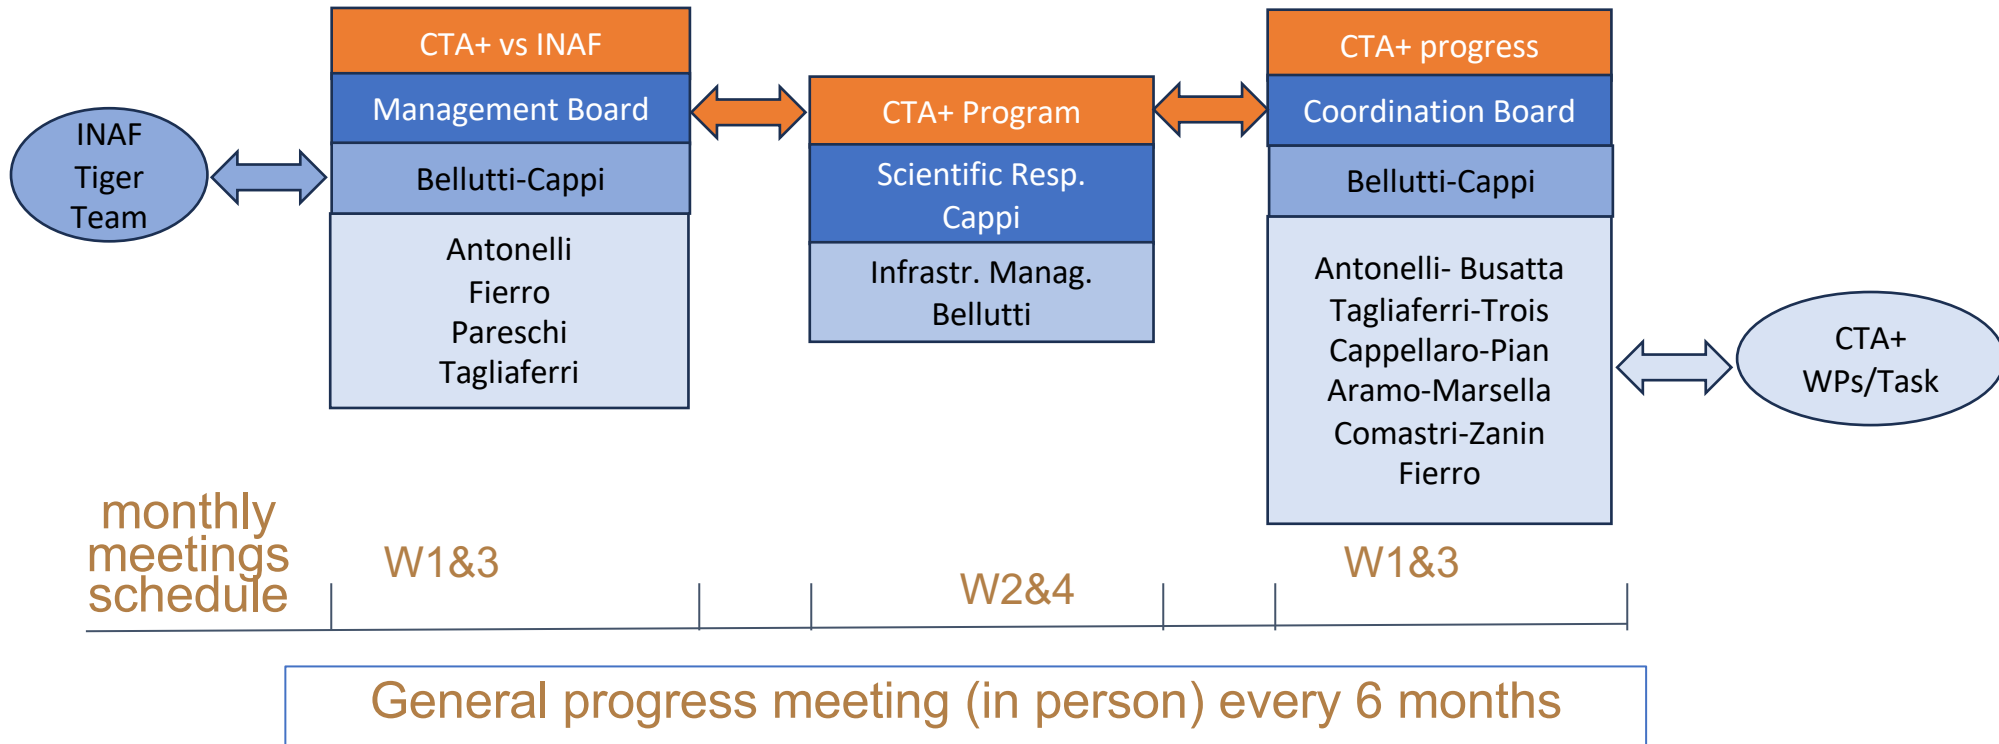 INAF
Tiger
Team
CTA+ vs INAF
Management Board
Bellutti-Cappi
Antonelli
Fierro
Pareschi
Tagliaferri
CTA+ Program
Scientific Resp.
Cappi
Infrastr. Manag.
Bellutti
CTA+ progress
Coordination Board
Bellutti-Cappi
Antonelli- Busatta
Tagliaferri-Trois
Cappellaro-Pian
Aramo-Marsella
Comastri-Zanin
Fierro
CTA+
WPs/Task
monthly
meetings
schedule
W1&3
W2&4
W1&3
General progress meeting (in person) every 6 months